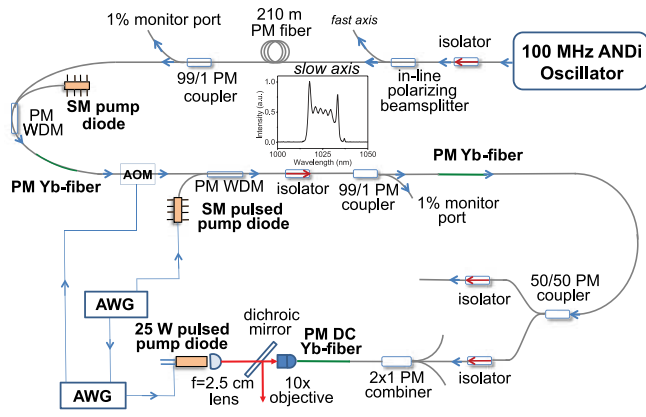 1% monitor port
210 m
PM fiber
fast axis
isolator
100 MHz ANDi
Oscillator
99/1 PM
coupler
slow axis
in-line
polarizing
beamsplitter
Intensity (a.u.)
1.0
0.5
0.0
1000
1025
1050
Wavelength (nm)
PM
WDM
SM pump
diode
PM Yb-fiber
AOM
PM WDM
isolator
99/1 PM
coupler
PM Yb-fiber
1% monitor
port
SM pulsed
pump diode
AWG
isolator
50/50 PM
coupler
25 W pulsed
pump diode
dichroic
mirror
PM DC
Yb-fiber
AWG
f=2.5 cm
lens
10x
objective
2x1 PM
combiner
isolator